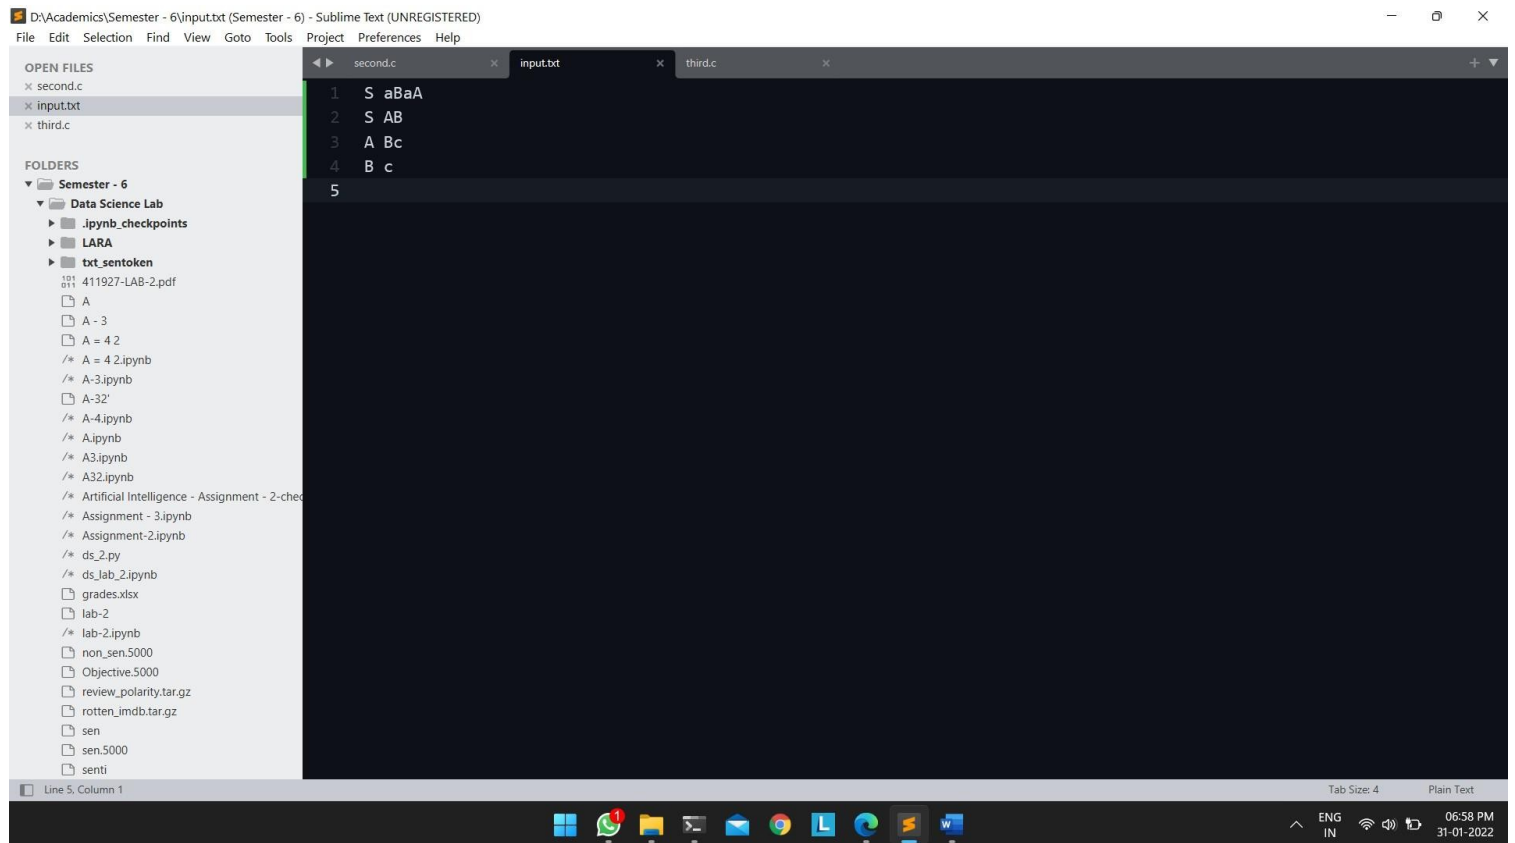 D:\Academics\Semester - 6\input.txt (Semester - 6) - Sublime Text (UNREGISTERED)
File Edit Selection Find View Goto Tools Project Preferences Help
OPEN FILES
second.c
input.txt
third.c
FOLDERS
Semester - 6
Data Science Lab
.ipynb_checkpoints
LARA
txt_sentoken
411927-LAB-2.pdf
A
A - 3
A = 4 2
A = 4 2.ipynb
A-3.ipynb
A-32'
A-4.ipynb
A.ipynb
A3.ipynb
A32.ipynb
Artificial Intelligence - Assignment - 2-chec
Assignment - 3.ipynb
Assignment-2.ipynb
ds_2.py
ds_lab_2.ipynb
grades.xlsx
lab-2
lab-2.ipynb
non_sen.5000
Objective.5000
review_polarity.tar.gz
rotten_imdb.tar.gz
sen
sen.5000
senti
second.c input.txt third.c
1 S aBaA
2 S AB
3 A Bc
4 B c
5
Line 5, Column 1 Tab Size: 4 Plain Text
1
L
W
ENG
IN
06:58 PM
31-01-2022